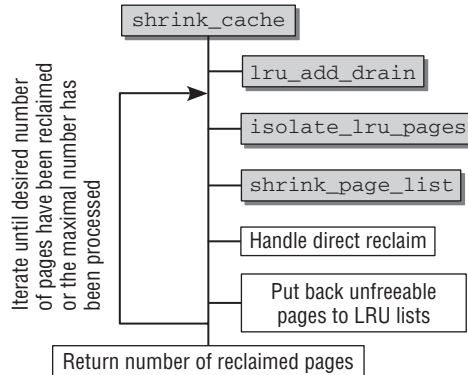 shrink_cache
lru_add_drain
isolate_lru_pages
shrink_page_list
Handle direct reclaim
Put back unfreeable
pages to LRU lists
Return number of reclaimed pages
Iterate until desired number
of pages have been reclaimed
or the maximal number has
been processed